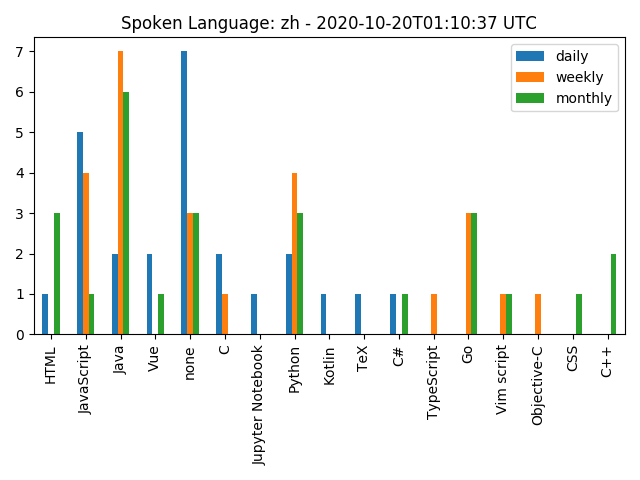 Spoken Language: zh - 2020-10-20T01:10:37 UTC
daily
weekly
monthly
7
6
5
4
3
2
1
0
HTML
JavaScript
Java
Vue
none
C
Jupyter Notebook
Python
Kotlin
TeX
C#
TypeScript
Go
Vim script
Objective-C
CSS
C++